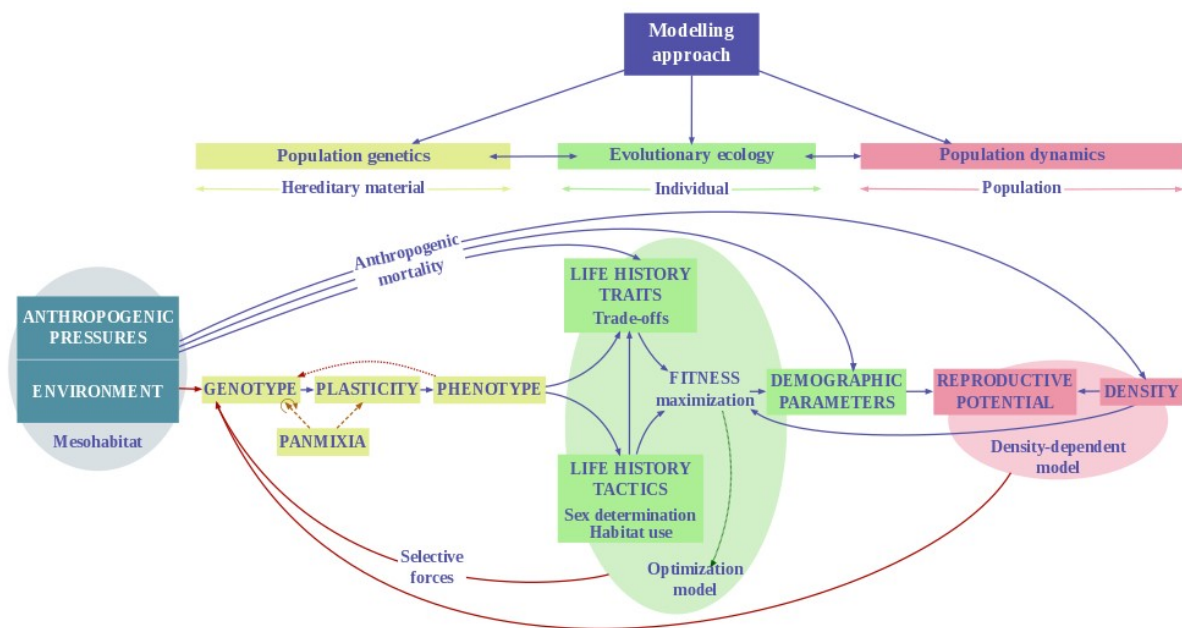 Modelling
approach
Population genetics
Evolutionary ecology
Population dynamics
Hereditary material
Individual
Population
Anthropogenic
mortality
ANTHROPOGENIC
PRESSURES
ENVIRONMENT
Mesohabitat
GENOTYPE
PLASTICITY
PHENOTYPE
PANMIXIA
LIFE HISTORY
TRAITS
Trade-offs
FITNESS
maximization
LIFE HISTORY
TACTICS
Sex determination
Habitat use
Optimization
model
DEMOGRAPHIC
PARAMETERS
REPRODUCTIVE
POTENTIAL
DENSITY
Density-dependent
model
Selective
forces